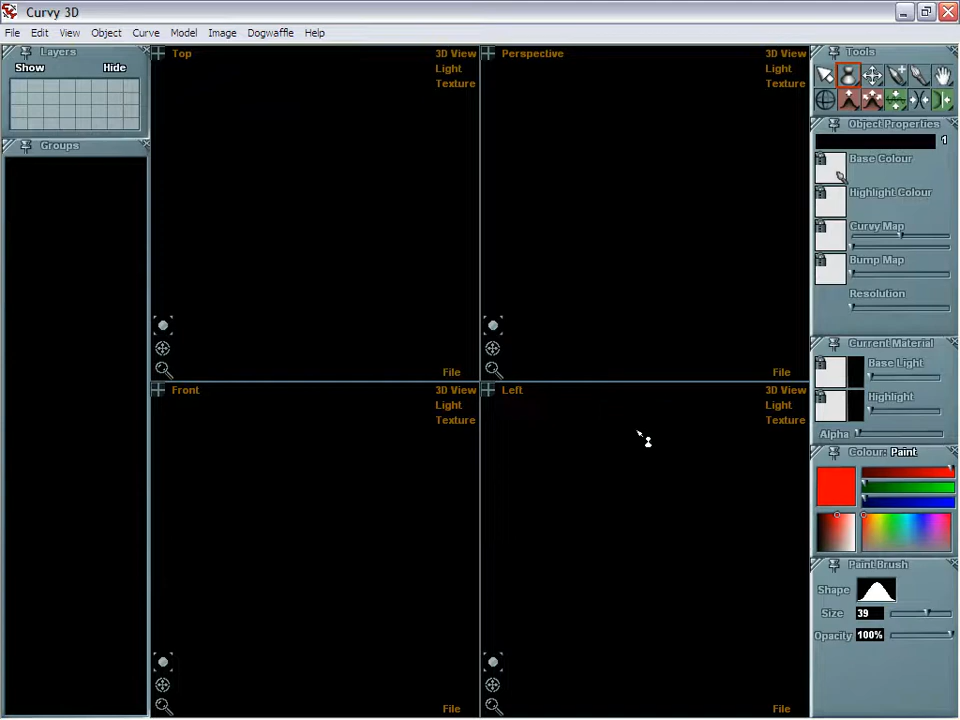 Curvy 3D
File Edit View Object Curve Model Image Dogwaffle Help
Layers
Show Hide
Groups
Top
3D View
Light
Texture
File
Perspective
3D View
Light
Texture
File
Front
3D View
Light
Texture
File
Left
3D View
Light
Texture
File
Tools
Object Properties
1
Base Colour
Highlight Colour
Curvy Map
Bump Map
Resolution
Current Material
Base Light
Highlight
Alpha
Colour: Paint
Paint Brush
Shape
Size 39
Opacity 100%